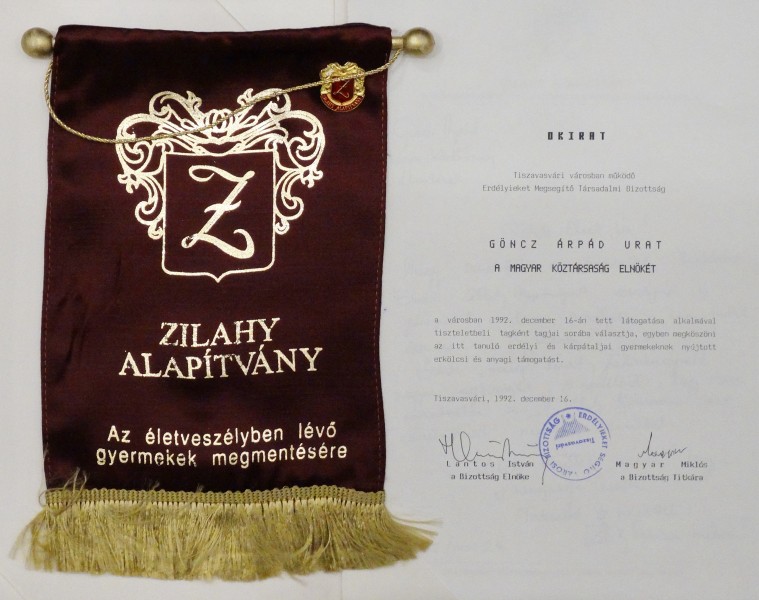 Z
ZILAHY
ALAPÍTVÁNY
Az életveszélyben lévő
gyermekek megmentésére
OKIRAT
Tiszavasvári városban működő
Erdélyieket Megsegítő Társadalmi Bizottság
GÖNCZ ÁRPÁD URAT
A MAGYAR KÖZTÁRSASÁG ELNÖKÉT
a városban 1992. december 16-án tett látogatása alkalmával
tiszteletbeli tagként tagjai sorába választja, egyben megköszöni
az itt tanuló erdélyi és kárpátaljai gyermekeknek nyújtott
erkölcsi és anyagi támogatást.
Tiszavasvári, 1992. december 16.
Lantos István
a Bizottság Elnöke
Magyar Miklós
a Bizottság Titkára